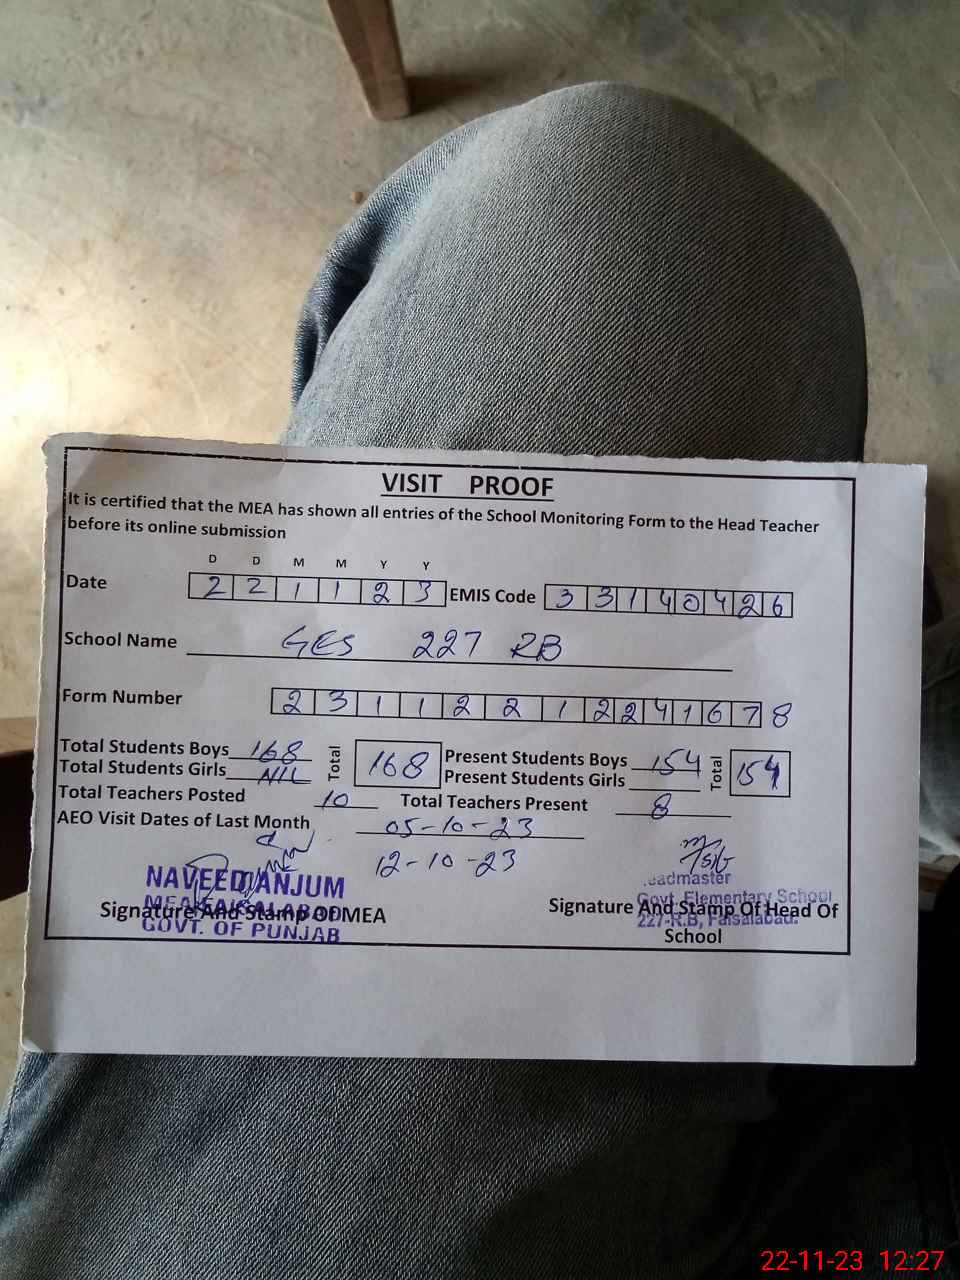 VISIT PROOF
It is certified that the MEA has shown all entries of the School Monitoring Form to the Head Teacher
before its online submission
D D M M Y Y
Date 2 2 1 1 2 3 EMIS Code 3 3 1 4 0 4 2 6
School Name GES 227 RB
Form Number 2 3 1 1 2 2 1 2 2 4 1 6 7 8
Total Students Boys 168 Total 168 Present Students Boys 154 Total 154
Total Students Girls NIL Present Students Girls
Total Teachers Posted 10 Total Teachers Present 8
AEO Visit Dates of Last Month 05-10-23
12-10-23
NAVEED ANJUM
MEA FAISALABAD
GOVT. OF PUNJAB
Signature And Stamp Of MEA
eadmaster
Govt. Elementary School
227-R.B, Faisalabad.
Signature And Stamp Of Head Of
School
22-11-23 12:27